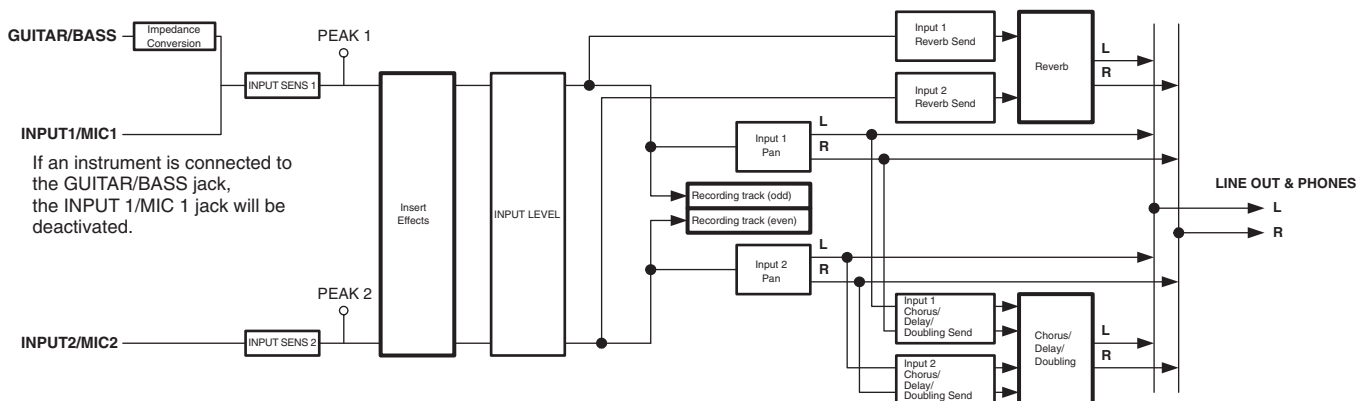 GUITAR/BASS
Impedance
Conversion
PEAK 1
INPUT SENS 1
INPUT1/MIC1
If an instrument is connected to
the GUITAR/BASS jack,
the INPUT 1/MIC 1 jack will be
deactivated.
PEAK 2
INPUT2/MIC2
INPUT SENS 2
Insert
Effects
INPUT LEVEL
Input 1
Reverb Send
Input 2
Reverb Send
Reverb
L
R
Input 1
Pan
L
R
Recording track (odd)
Recording track (even)
Input 2
Pan
L
R
Input 1
Chorus/
Delay/
Doubling Send
Input 2
Chorus/
Delay/
Doubling Send
Chorus/
Delay/
Doubling
L
R
LINE OUT & PHONES
L
R